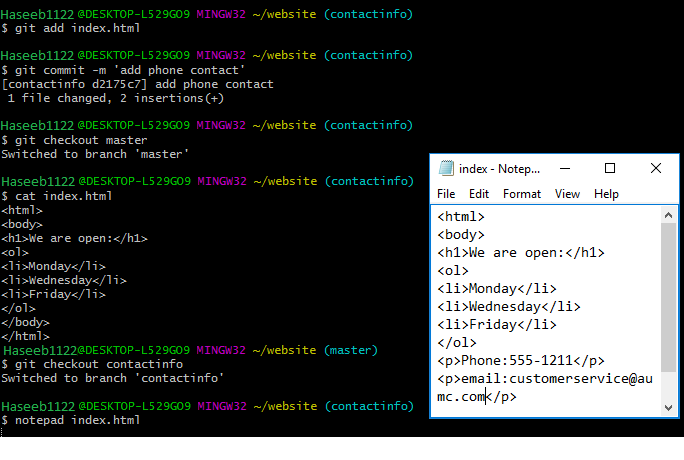 Haseeb1122@DESKTOP-L529GO9 MINGW32 ~/website (contactinfo)
$ git add index.html
Haseeb1122@DESKTOP-L529GO9 MINGW32 ~/website (contactinfo)
$ git commit -m 'add phone contact'
[contactinfo d2175c7] add phone contact
1 file changed, 2 insertions(+)
Haseeb1122@DESKTOP-L529GO9 MINGW32 ~/website (contactinfo)
$ git checkout master
Switched to branch 'master'
Haseeb1122@DESKTOP-L529GO9 MINGW32 ~/website (contactinfo)
$ cat index.html
<html>
<body>
<h1>We are open:</h1>
<ol>
<li>Monday</li>
<li>Wednesday</li>
<li>Friday</li>
</ol>
</body>
</html>
Haseeb1122@DESKTOP-L529GO9 MINGW32 ~/website (master)
$ git checkout contactinfo
Switched to branch 'contactinfo'
Haseeb1122@DESKTOP-L529GO9 MINGW32 ~/website (contactinfo)
$ notepad index.html
index - Notep...
File Edit Format View Help
<html>
<body>
<h1>We are open:</h1>
<ol>
<li>Monday</li>
<li>Wednesday</li>
<li>Friday</li>
</ol>
<p>Phone:555-1211</p>
<p>email:customerservice@au
mc.com</p>